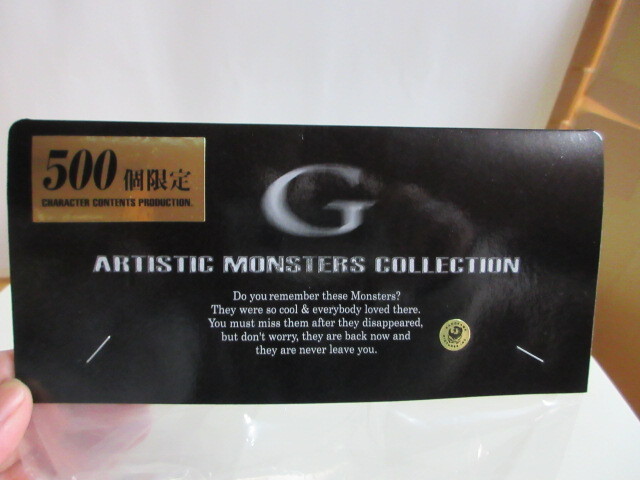 500個限定
CHARACTER CONTENTS PRODUCTION.
G
ARTISTIC MONSTERS COLLECTION
Do you remember these Monsters?
They were so cool & everybody loved there.
You must miss them after they disappeared,
but don't worry, they are back now and
they are never leave you.